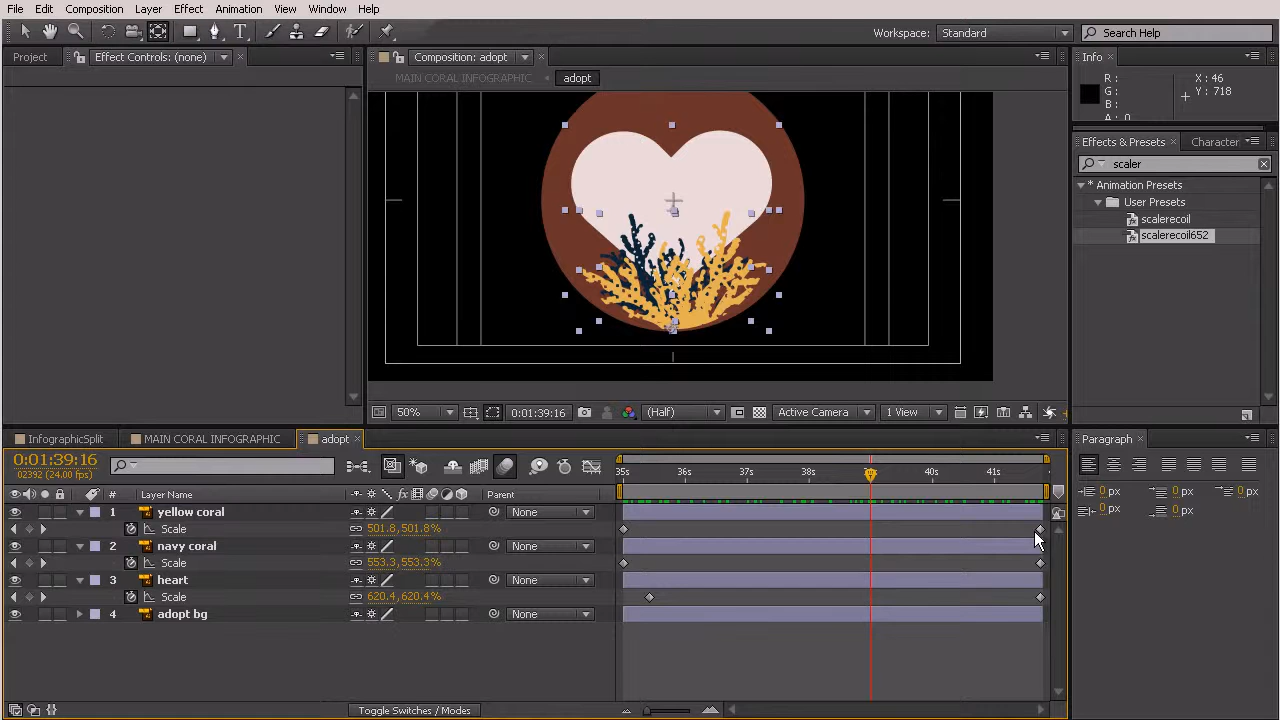 File Edit Composition Layer Effect Animation View Window Help
Workspace: Standard Search Help
Project Effect Controls: (none) Composition: adopt Info
MAIN CORAL INFOGRAPHIC adopt
R: X: 46
G: Y: 718
B:
A: 0
Effects & Presets Character
scaler
* Animation Presets
User Presets
scalerecoil
scalerecoil652
50% 0:01:39:16 (Half) Active Camera 1 View
InfographicSplit MAIN CORAL INFOGRAPHIC adopt Paragraph
0:01:39:16
02392 (24.00 fps)
35s 36s 37s 38s 40s 41s
# Layer Name fx Parent
1 yellow coral None
Scale 501.8,501.8%
2 navy coral None
Scale 553.3,553.3%
3 heart None
Scale 620.4,620.4%
4 adopt bg None
0 px 0 px 0 px
0 px 0 px
Toggle Switches / Modes